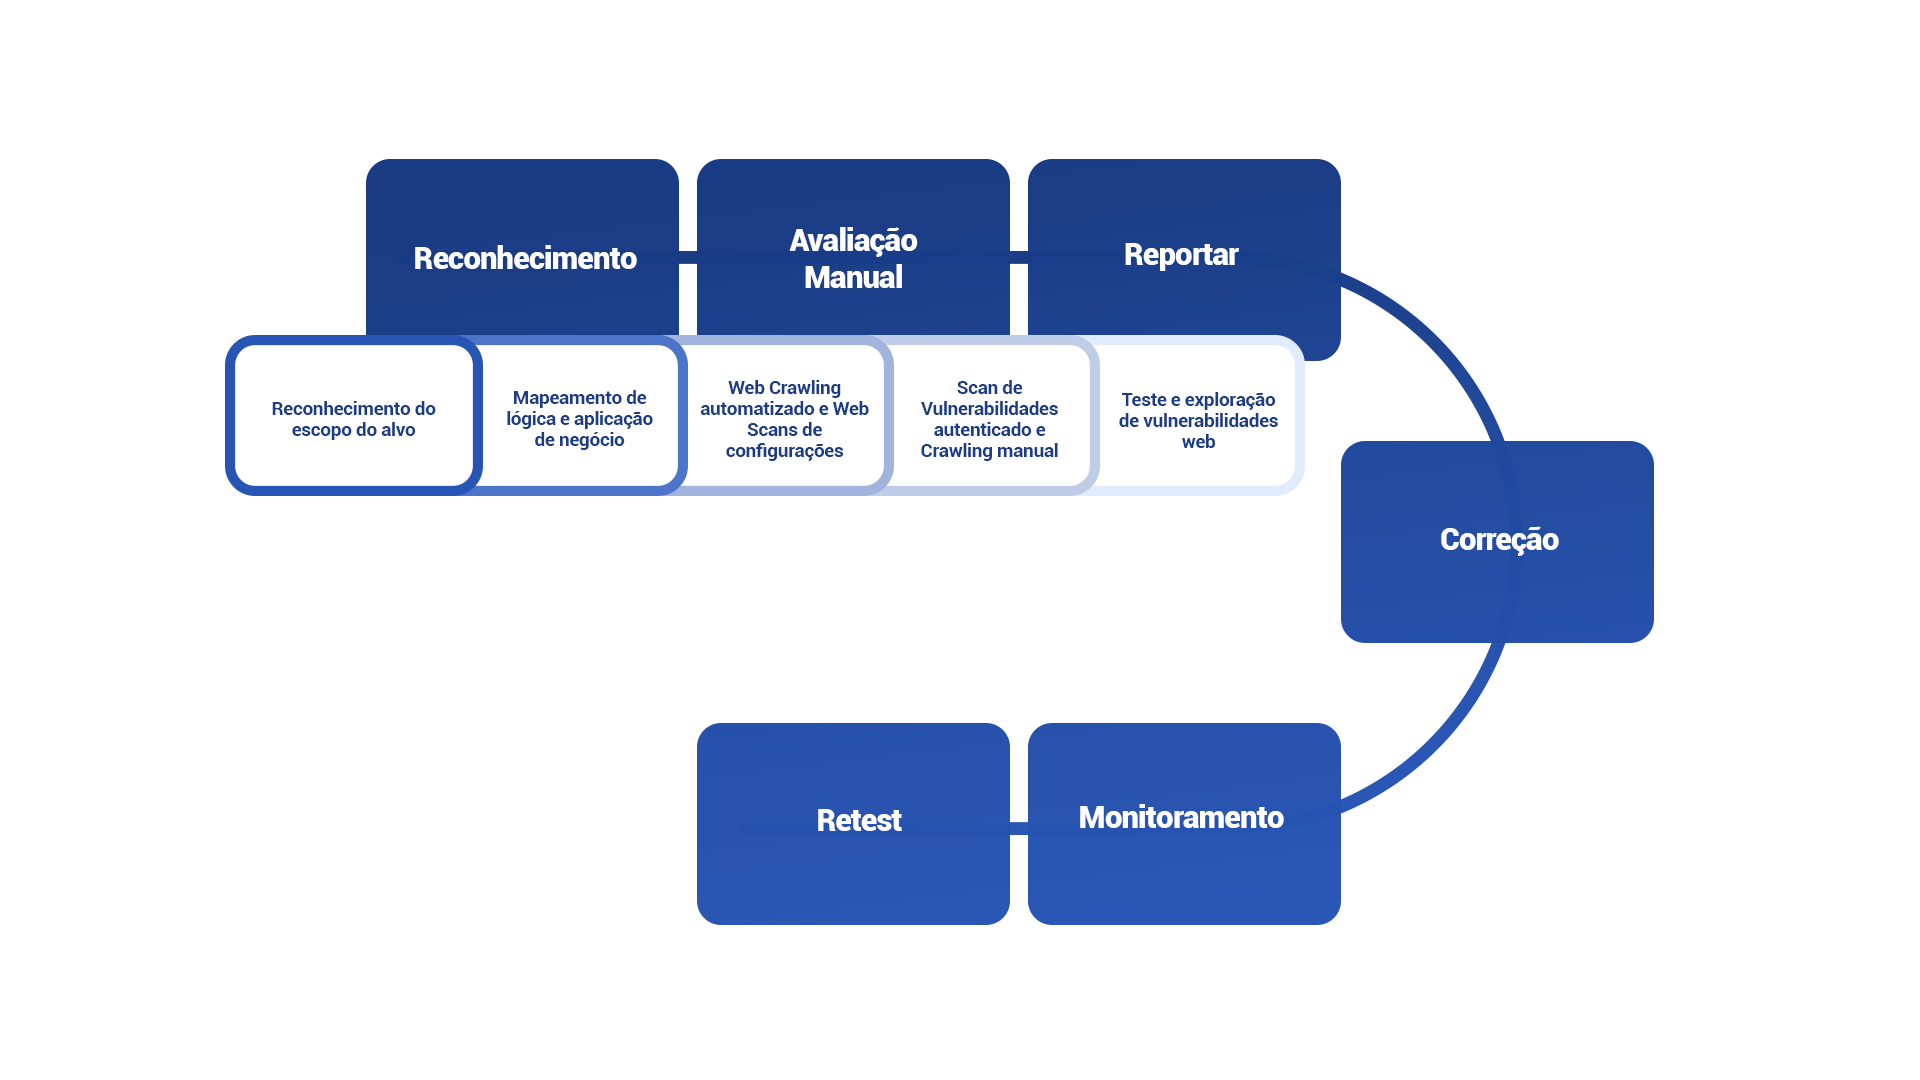 Reconhecimento
Avaliação
Manual
Reportar
Reconhecimento do
escopo do alvo
Mapeamento de
lógica e aplicação
de negócio
Web Crawling
automatizado e Web
Scans de
configurações
Scan de
Vulnerabilidades
autenticado e
Crawling manual
Teste e exploração
de vulnerabilidades
web
Correção
Retest
Monitoramento